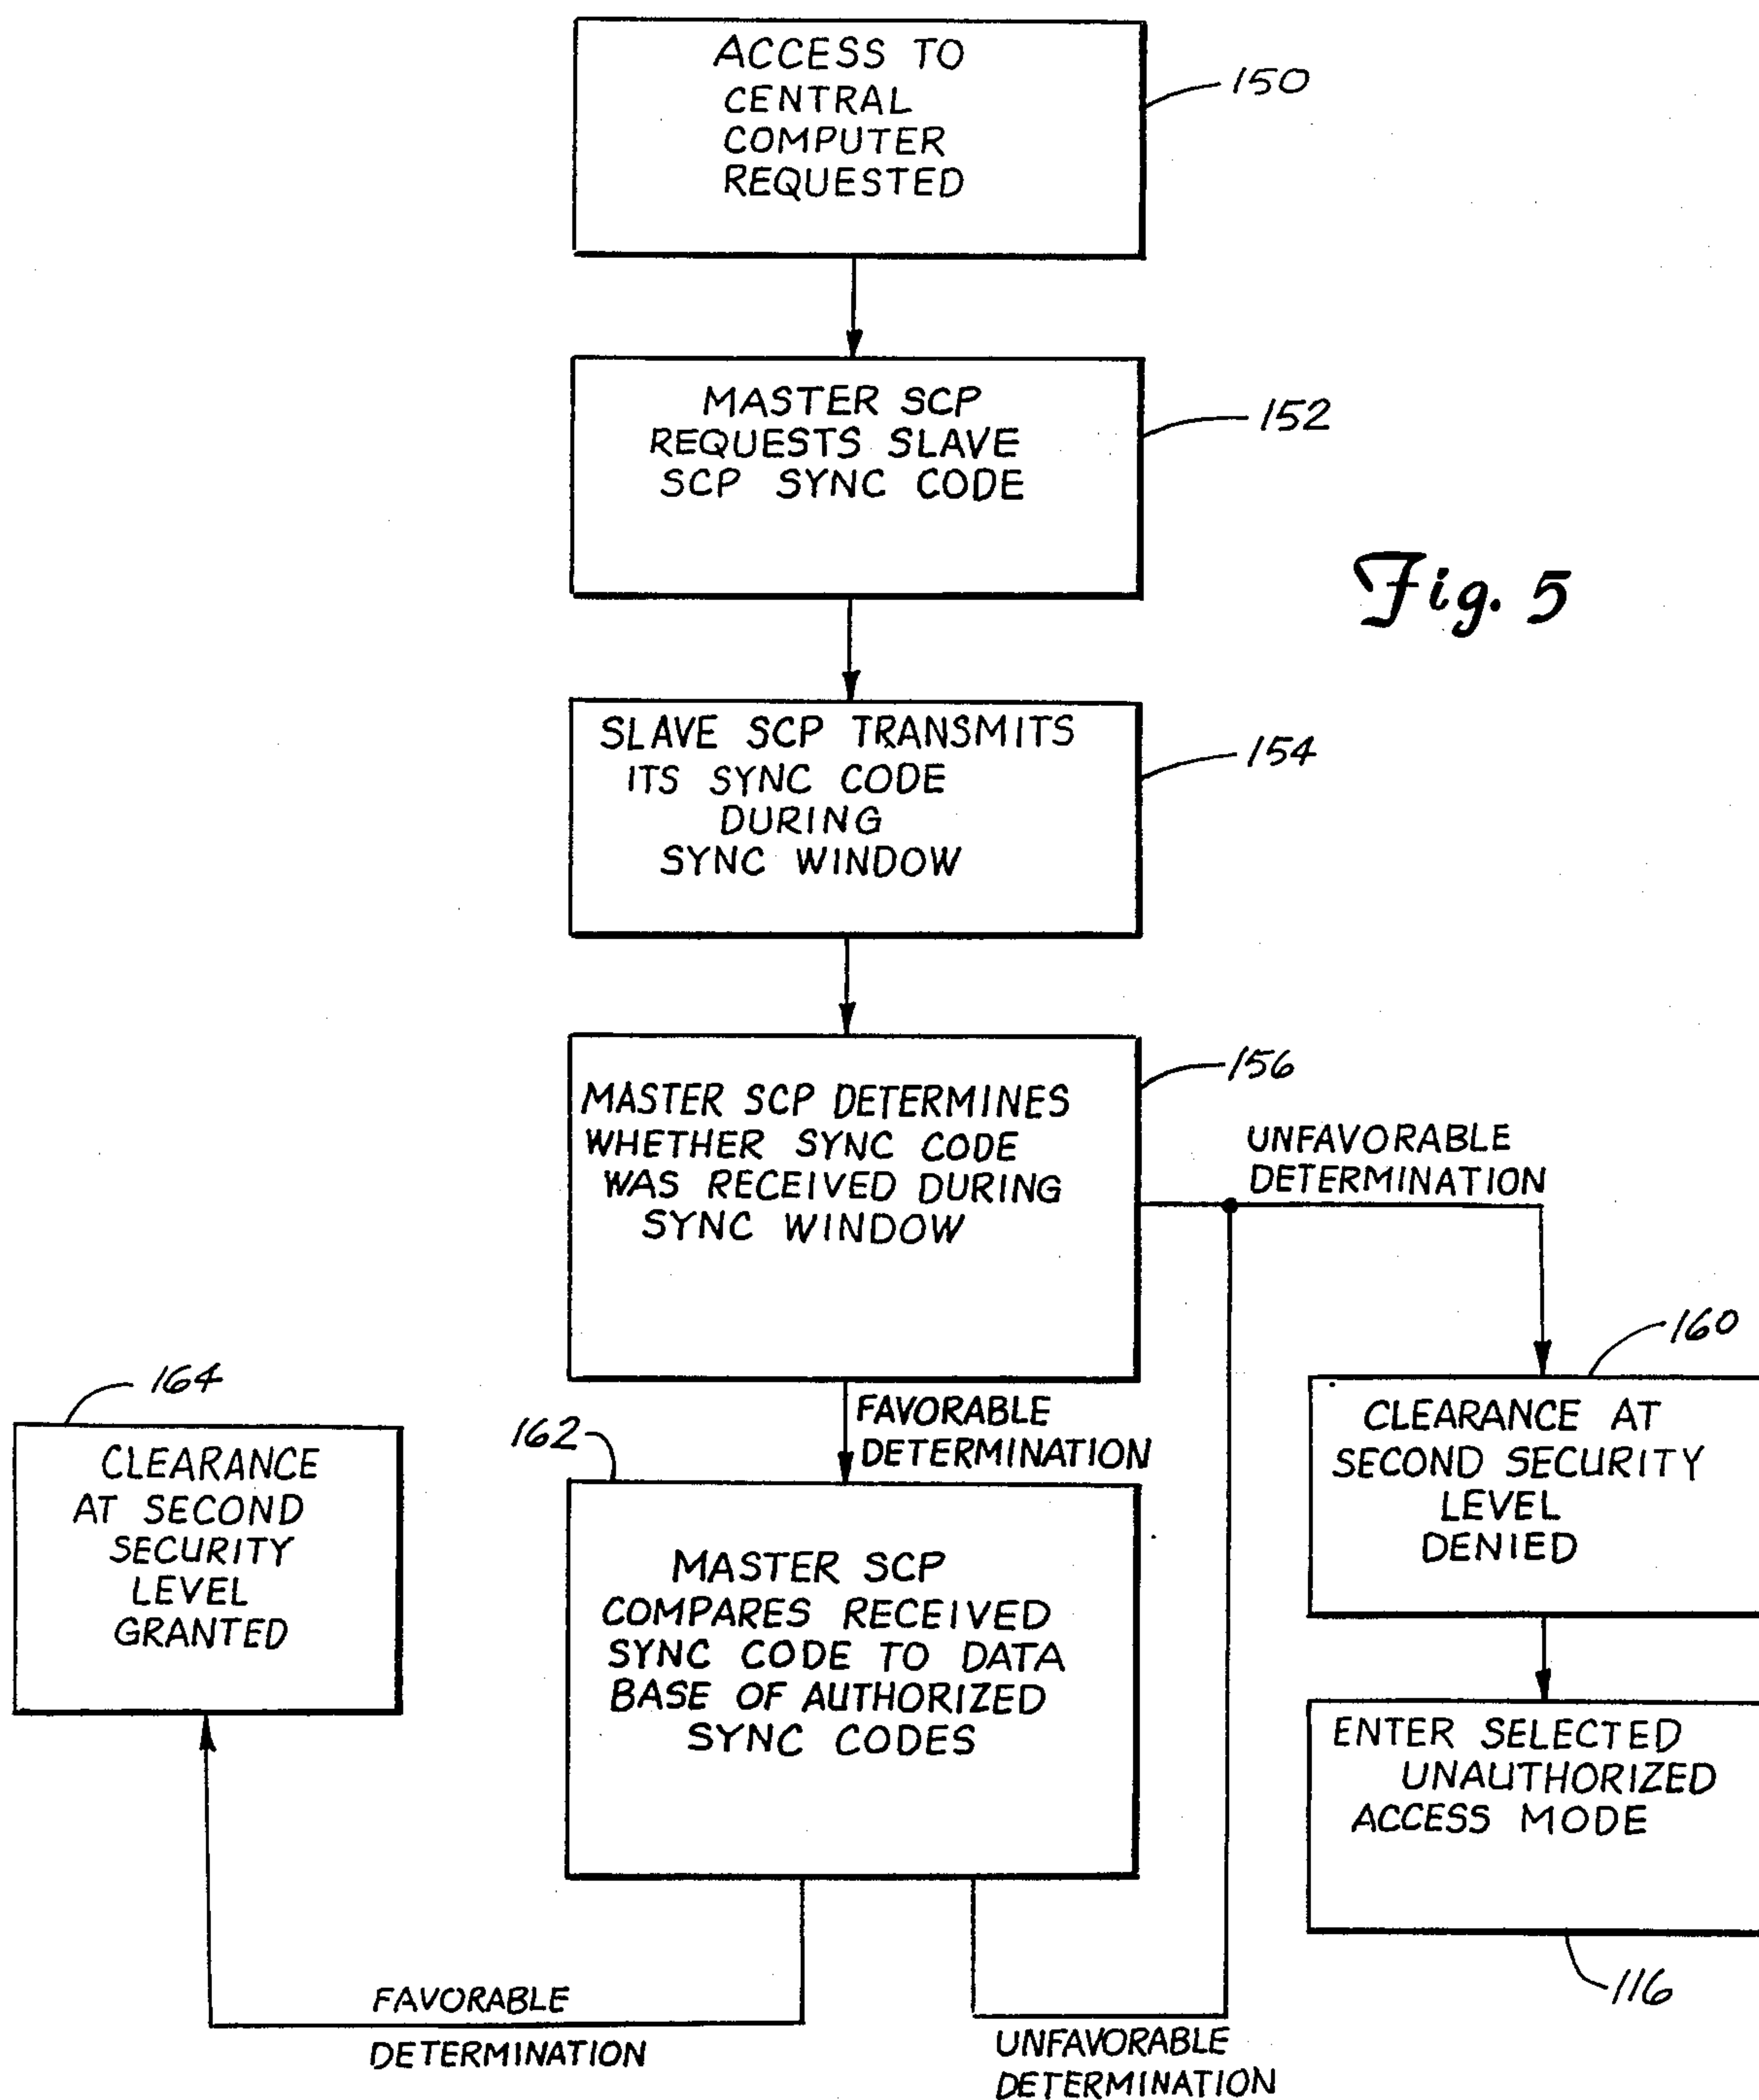 ACCESS TO
CENTRAL
COMPUTER
REQUESTED
150
MASTER SCP
REQUESTS SLAVE
SCP SYNC CODE
152
Fig. 5
SLAVE SCP TRANSMITS
ITS SYNC CODE
DURING
SYNC WINDOW
154
MASTER SCP DETERMINES
WHETHER SYNC CODE
WAS RECEIVED DURING
SYNC WINDOW
156
UNFAVORABLE
DETERMINATION
160
CLEARANCE AT
SECOND SECURITY
LEVEL
DENIED
FAVORABLE
DETERMINATION
164
CLEARANCE
AT SECOND
SECURITY
LEVEL
GRANTED
162
MASTER SCP
COMPARES RECEIVED
SYNC CODE TO DATA
BASE OF AUTHORIZED
SYNC CODES
ENTER SELECTED
UNAUTHORIZED
ACCESS MODE
116
FAVORABLE
DETERMINATION
UNFAVORABLE
DETERMINATION